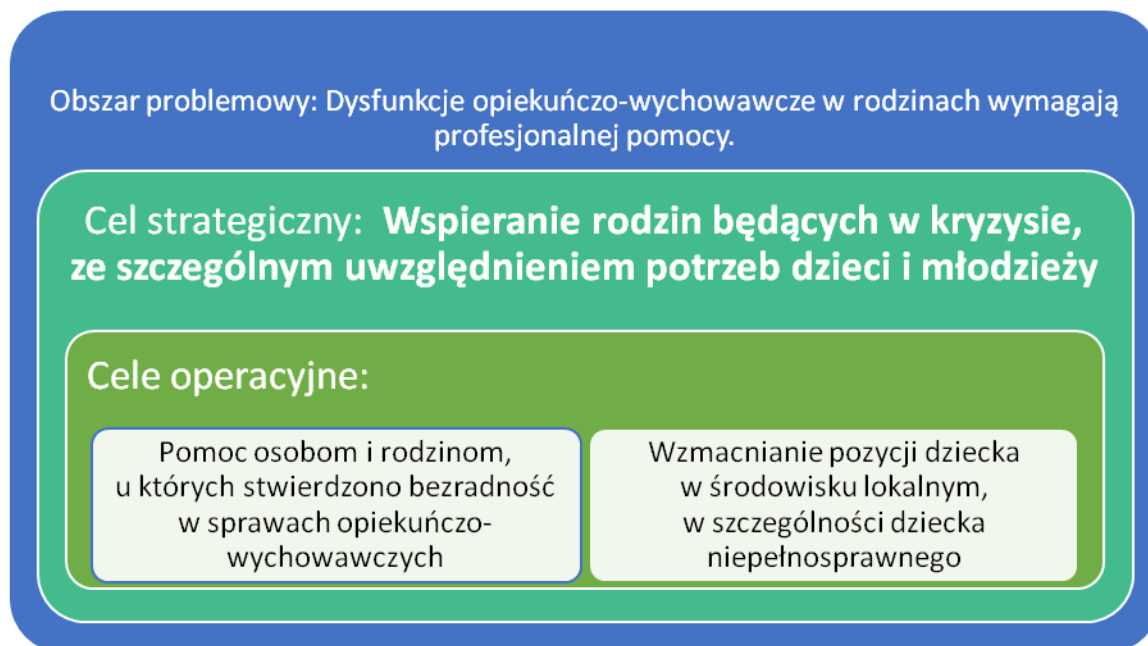 Obszar problemowy: Dysfunkcje opiekuńczo-wychowawcze w rodzinach wymagają
profesjonalnej pomocy.
Cel strategiczny: Wspieranie rodzin będących w kryzysie,
ze szczególnym uwzględnieniem potrzeb dzieci i młodzieży
Cele operacyjne:
Pomoc osobom i rodzinom,
u których stwierdzono bezradność
w sprawach opiekuńczo-
wychowawczych
Wzmacnianie pozycji dziecka
w środowisku lokalnym,
w szczególności dziecka
niepełnosprawnego